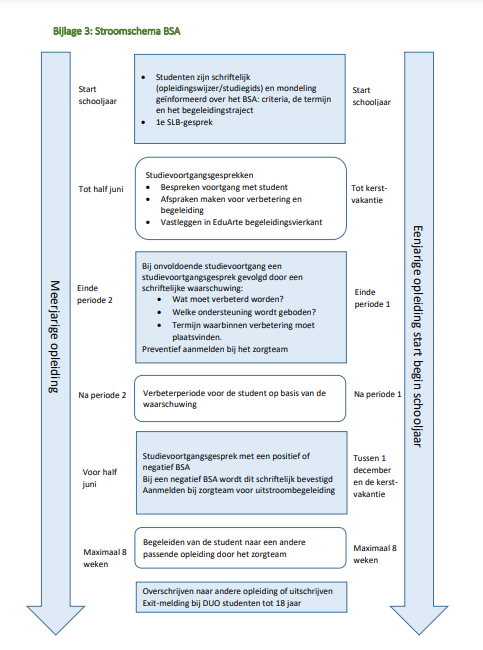 Bijlage 3: Stroomschema BSA
Meerjarige opleiding
Eenjarige opleiding start begin schooljaar
Start
schooljaar
• Studenten zijn schriftelijk
(opleidingswijzer/studiegids) en mondeling
geïnformeerd over het BSA: criteria, de termijn
en het begeleidingstraject
• 1e SLB-gesprek
Start
schooljaar
Tot half juni
Studievoortgangsgesprekken
• Bespreken voortgang met student
• Afspraken maken voor verbetering en
begeleiding
• Vastleggen in EduArte begeleidingsvierkant
Tot kerst-
vakantie
Einde
periode 2
Bij onvoldoende studievoortgang een
studievoortgangsgesprek gevolgd door een
schriftelijke waarschuwing:
• Wat moet verbeterd worden?
• Welke ondersteuning wordt geboden?
• Termijn waarbinnen verbetering moet
plaatsvinden.
Preventief aanmelden bij het zorgteam
Einde
periode 1
Na periode 2
Verbeterperiode voor de student op basis van de
waarschuwing
Na periode 1
Voor half
juni
Studievoortgangsgesprek met een positief of
negatief BSA
Bij een negatief BSA wordt dit schriftelijk bevestigd
Aanmelden bij zorgteam voor uitstroombegeleiding
Tussen 1
december
en de kerst-
vakantie
Maximaal 8
weken
Begeleiden van de student naar een andere
passende opleiding door het zorgteam
Maximaal 8
weken
Overschrijven naar andere opleiding of uitschrijven
Exit-melding bij DUO studenten tot 18 jaar